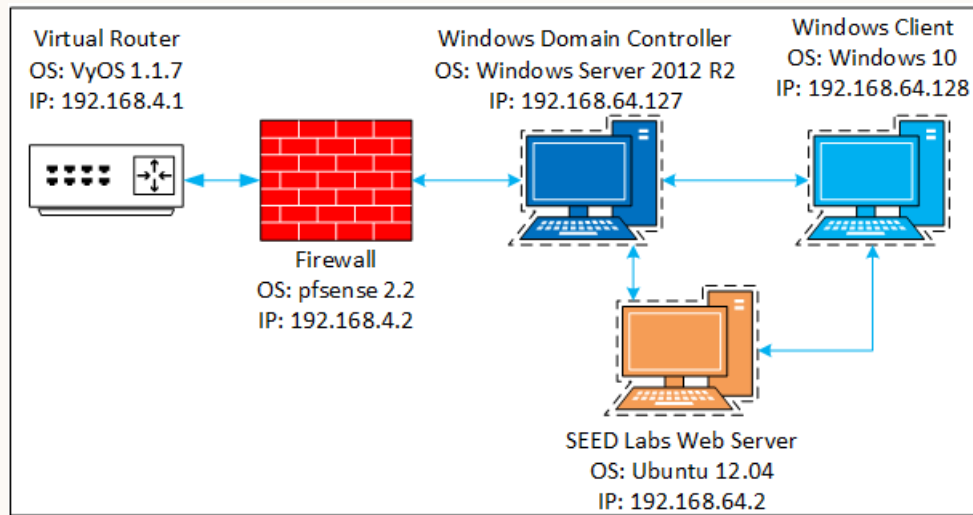 Virtual Router
OS: VyOS 1.1.7
IP: 192.168.4.1
Windows Domain Controller
OS: Windows Server 2012 R2
IP: 192.168.64.127
Windows Client
OS: Windows 10
IP: 192.168.64.128
Firewall
OS: pfsense 2.2
IP: 192.168.4.2
SEED Labs Web Server
OS: Ubuntu 12.04
IP: 192.168.64.2